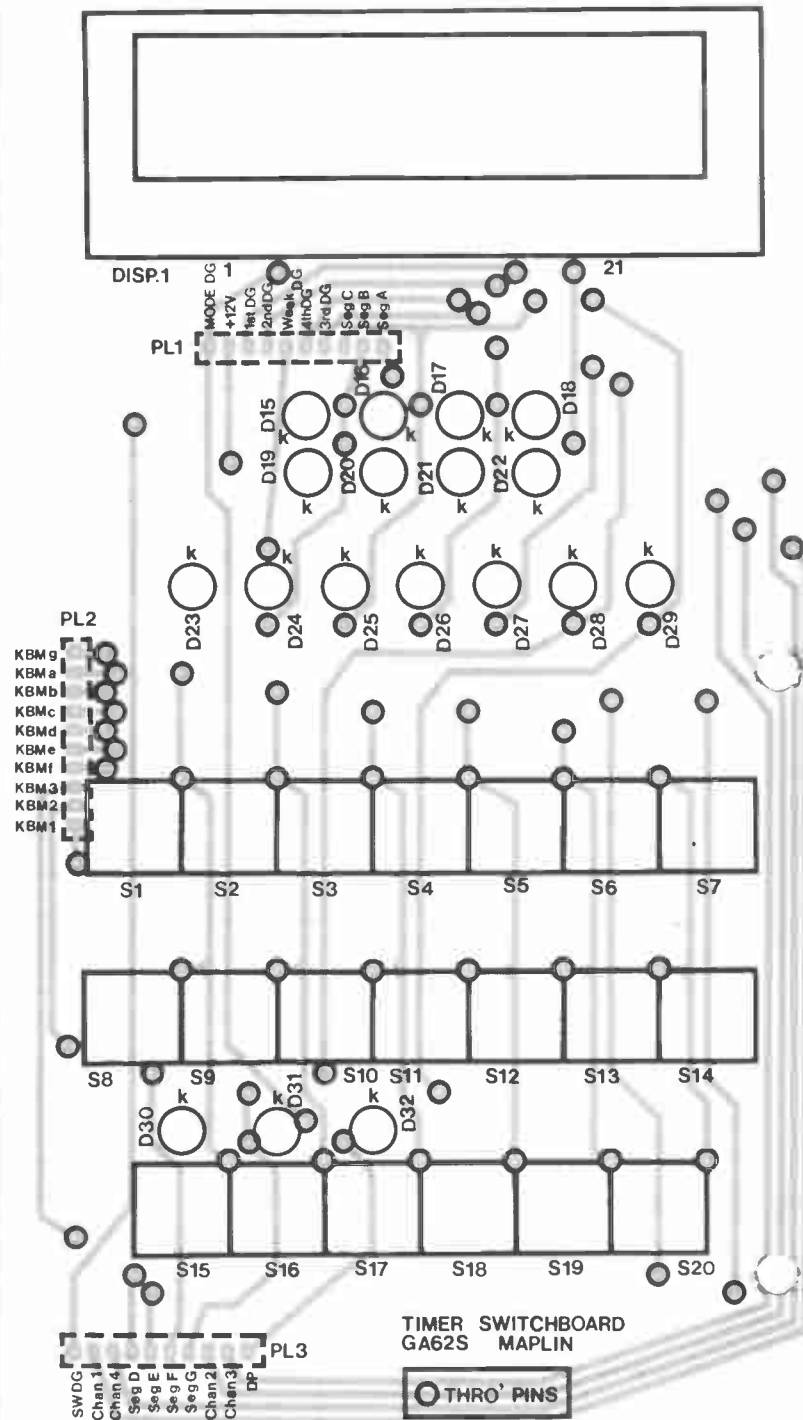 DISP.1
1
21
MODE DG
+12V
1st DG
2nd DG
Week DG
4th DG
3rd DG
Seg C
Seg B
Seg A
PL1
D15
D16
D17
D18
k
k
k
k
D19
D20
D21
D22
k
k
k
k
k
k
k
k
k
k
k
D23
D24
D25
D26
D27
D28
D29
PL2
KBMg
KBMa
KBMb
KBMc
KBMd
KBMe
KBMf
KBM3
KBM2
KBM1
S1
S2
S3
S4
S5
S6
S7
S8
S9
S10
S11
S12
S13
S14
D30
k
D31
k
D32
k
S15
S16
S17
S18
S19
S20
PL3
SWDG
Chan 1
Chan 4
Seg D
Seg E
Seg F
Seg G
Chan 2
Chan 3
DP
TIMER SWITCHBOARD
GA62S MAPLIN
THRO' PINS